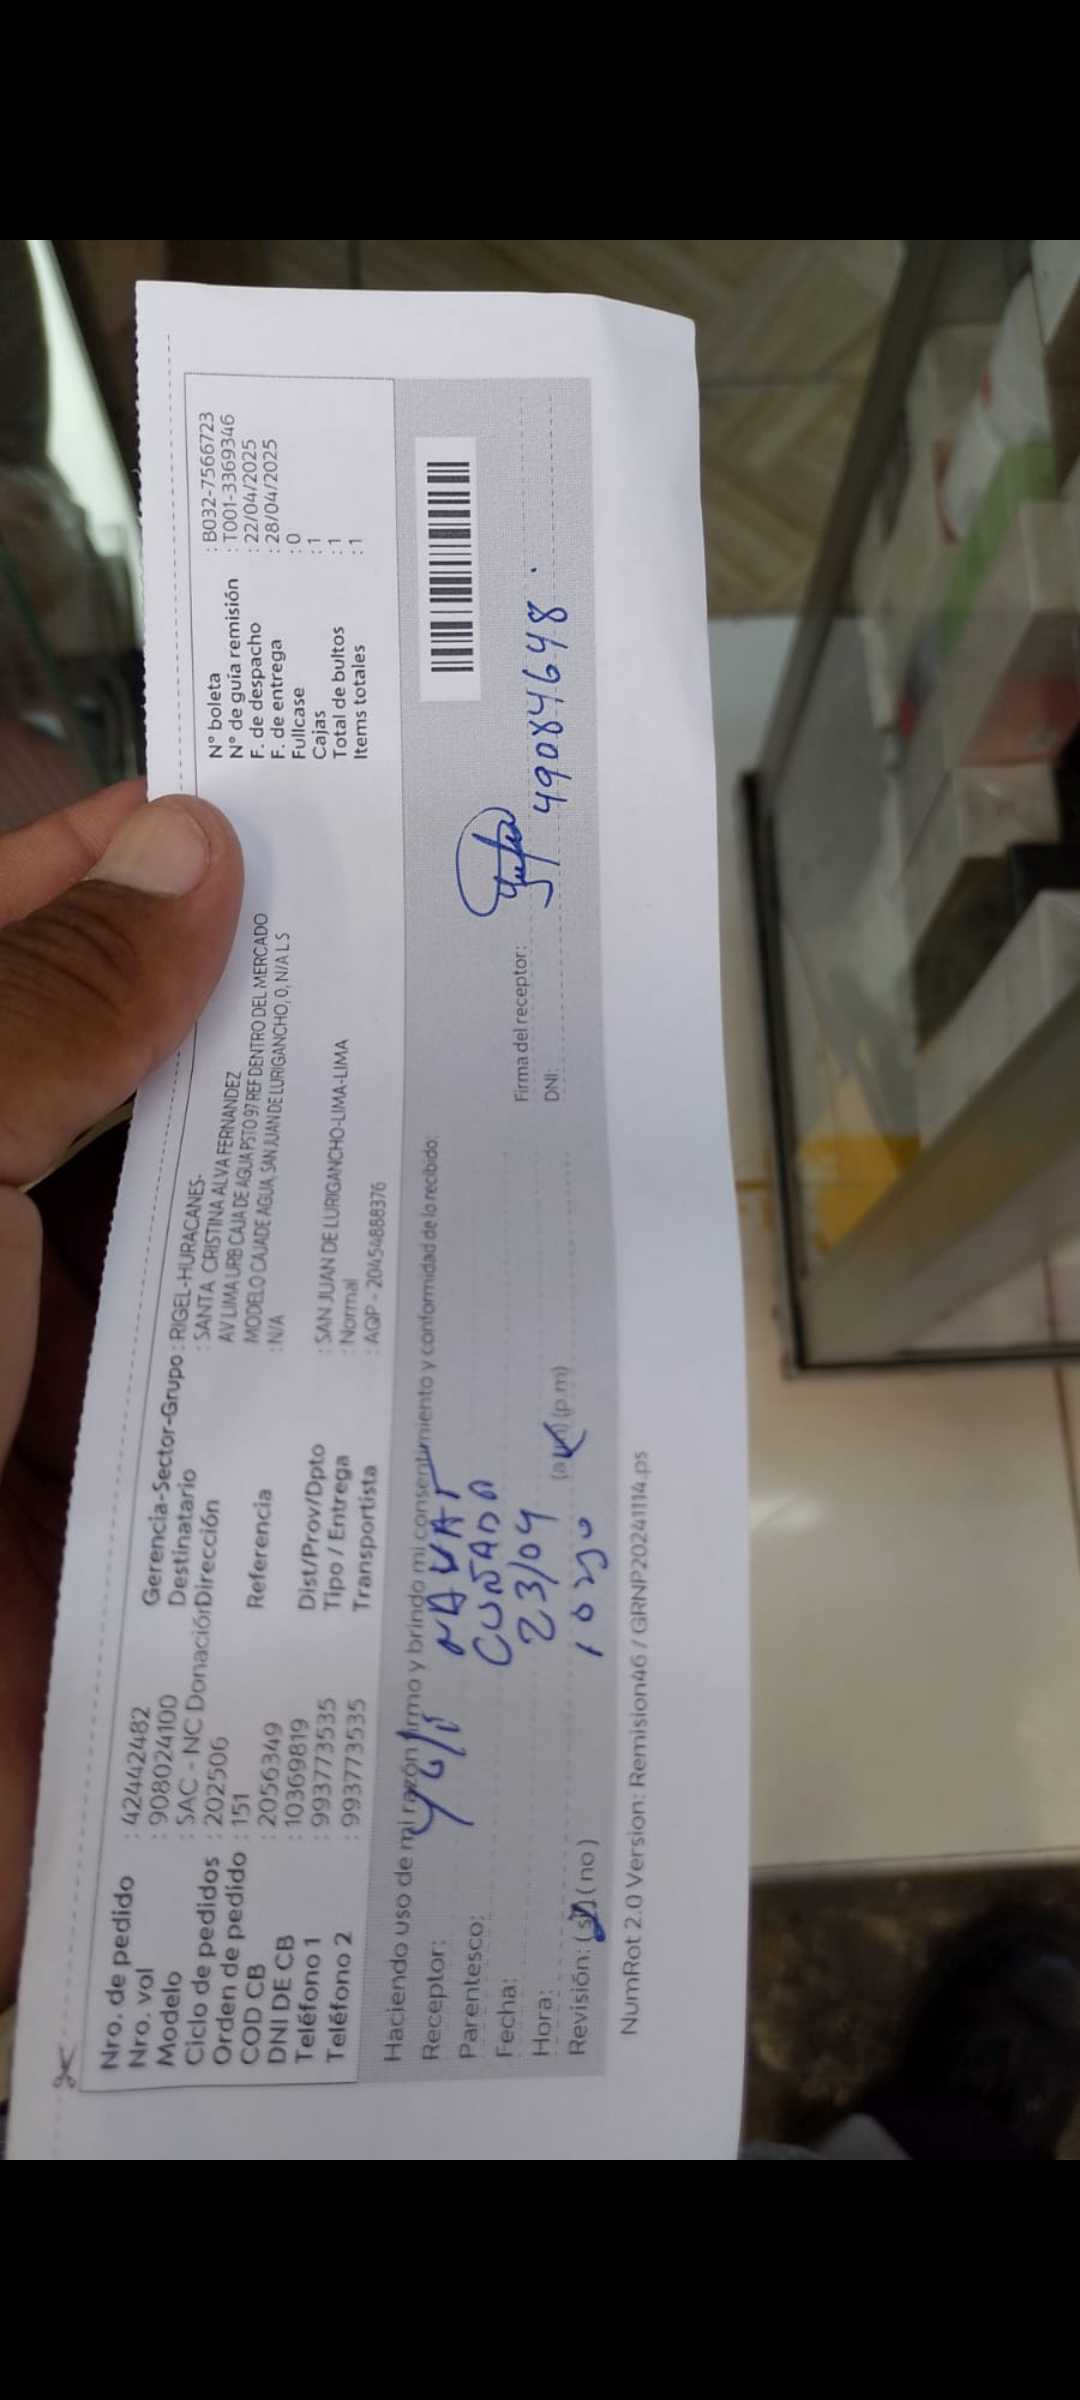 Nro. de pedido : 42442482
Nro. vol : 908024100
Modelo : SAC - NC Donación
Ciclo de pedidos : 202506
Orden de pedido : 151
COD CB : 2056349
DNI DE CB : 10369819
Teléfono 1 : 993773535
Teléfono 2 : 993773535
Gerencia-Sector-Grupo : RIGEL-HURACANES-
Destinatario : SANTA CRISTINA ALVA FERNANDEZ
Dirección AV LIMA URB CAJA DE AGUA PSTO 97 REF DENTRO DEL MERCADO
MODELO CAJA DE AGUA, SAN JUAN DE LURIGANCHO, 0, N/A L S
Referencia : N/A
Dist/Prov/Dpto : SAN JUAN DE LURIGANCHO-LIMA-LIMA
Tipo / Entrega : Normal
Transportista : AQP - 20454888376
N° boleta : B032-7566723
N° de guía remisión : T001-3369346
F. de despacho : 22/04/2025
F. de entrega : 28/04/2025
Fullcase : 0
Cajas : 1
Total de bultos : 1
Items totales : 1
Haciendo uso de mi razón firmo y brindo mi consentimiento y conformidad de lo recibido:
Receptor:
Parentesco: CUÑADA
Fecha: 23/04
Hora: (p.m)
Revisión: (si) (no)
Firma del receptor:
DNI: 49084648.
NumRot 2.0 Version: Remision46 / GRNP20241114.ps